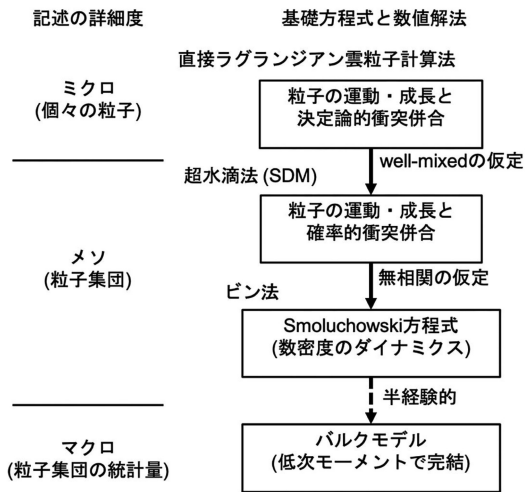 記述の詳細度
基礎方程式と数値解法
直接ラグランジアン雲粒子計算法
ミクロ
(個々の粒子)
粒子の運動・成長と
決定論的衝突併合
well-mixedの仮定
超水滴法 (SDM)
粒子の運動・成長と
確率的衝突併合
メソ
(粒子集団)
無相関の仮定
ビン法
Smoluchowski方程式
(数密度のダイナミクス)
半経験的
マクロ
(粒子集団の統計量)
バルクモデル
(低次モーメントで完結)